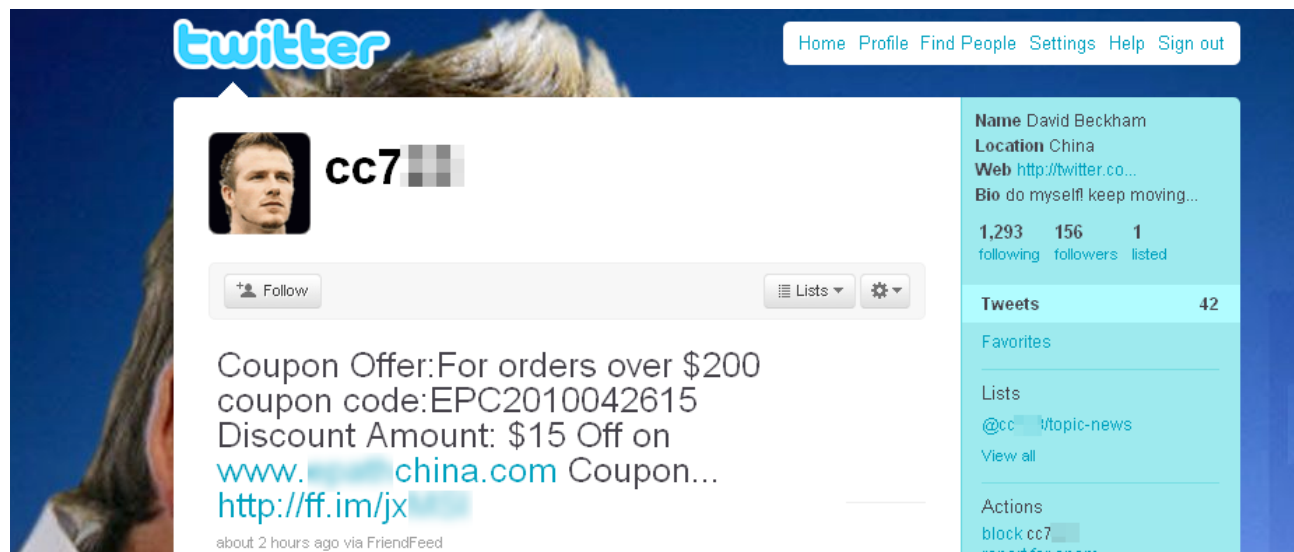 twitter
Home Profile Find People Settings Help Sign out
cc7
Follow
Lists
Coupon Offer:For orders over $200
coupon code:EPC2010042615
Discount Amount: $15 Off on
www. china.com Coupon...
http://ff.im/jx
about 2 hours ago via FriendFeed
Name David Beckham
Location China
Web http://twitter.co...
Bio do myself! keep moving...
1,293 156 1
following followers listed
Tweets 42
Favorites
Lists
@cc /topic-news
View all
Actions
block cc7
report for spam